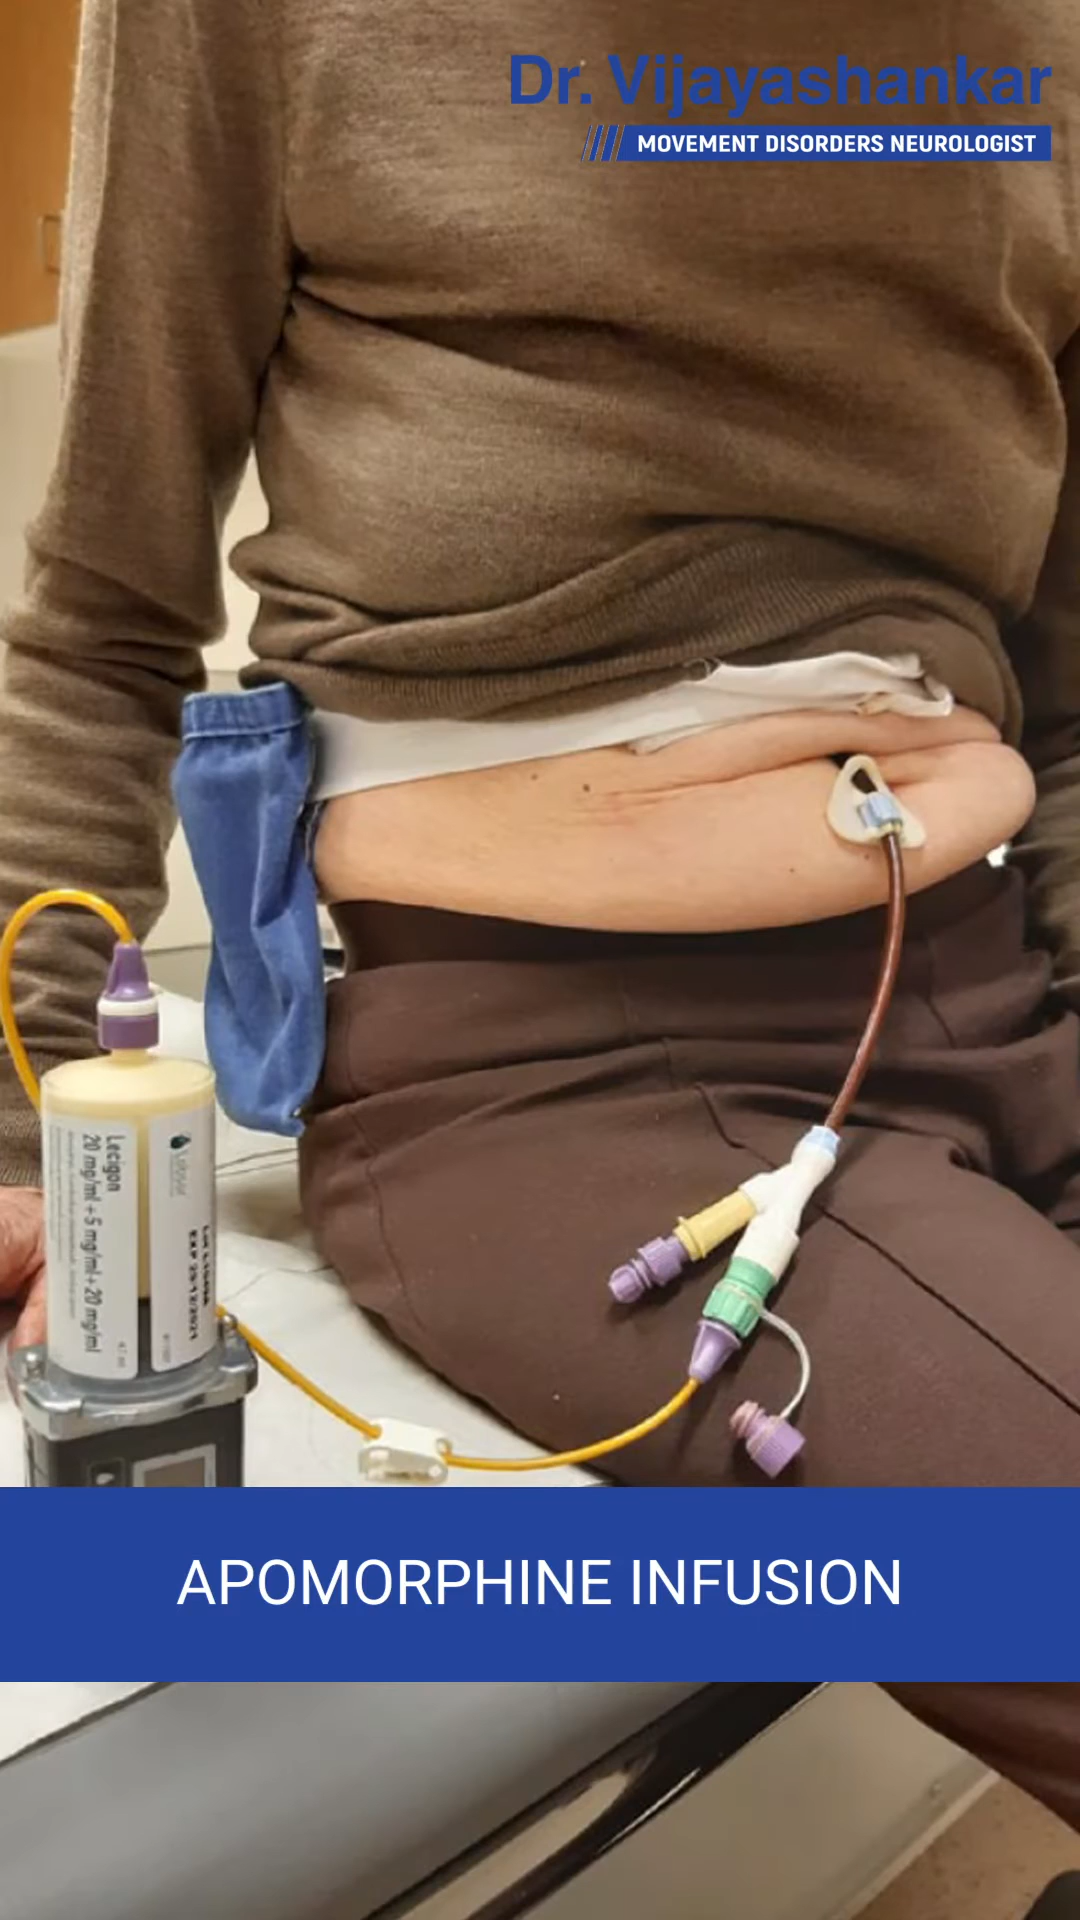 Dr. Vijayashankar
MOVEMENT DISORDERS NEUROLOGIST
Lecigon
20 mg/ml + 5 mg/ml + 20 mg/ml
APOMORPHINE INFUSION